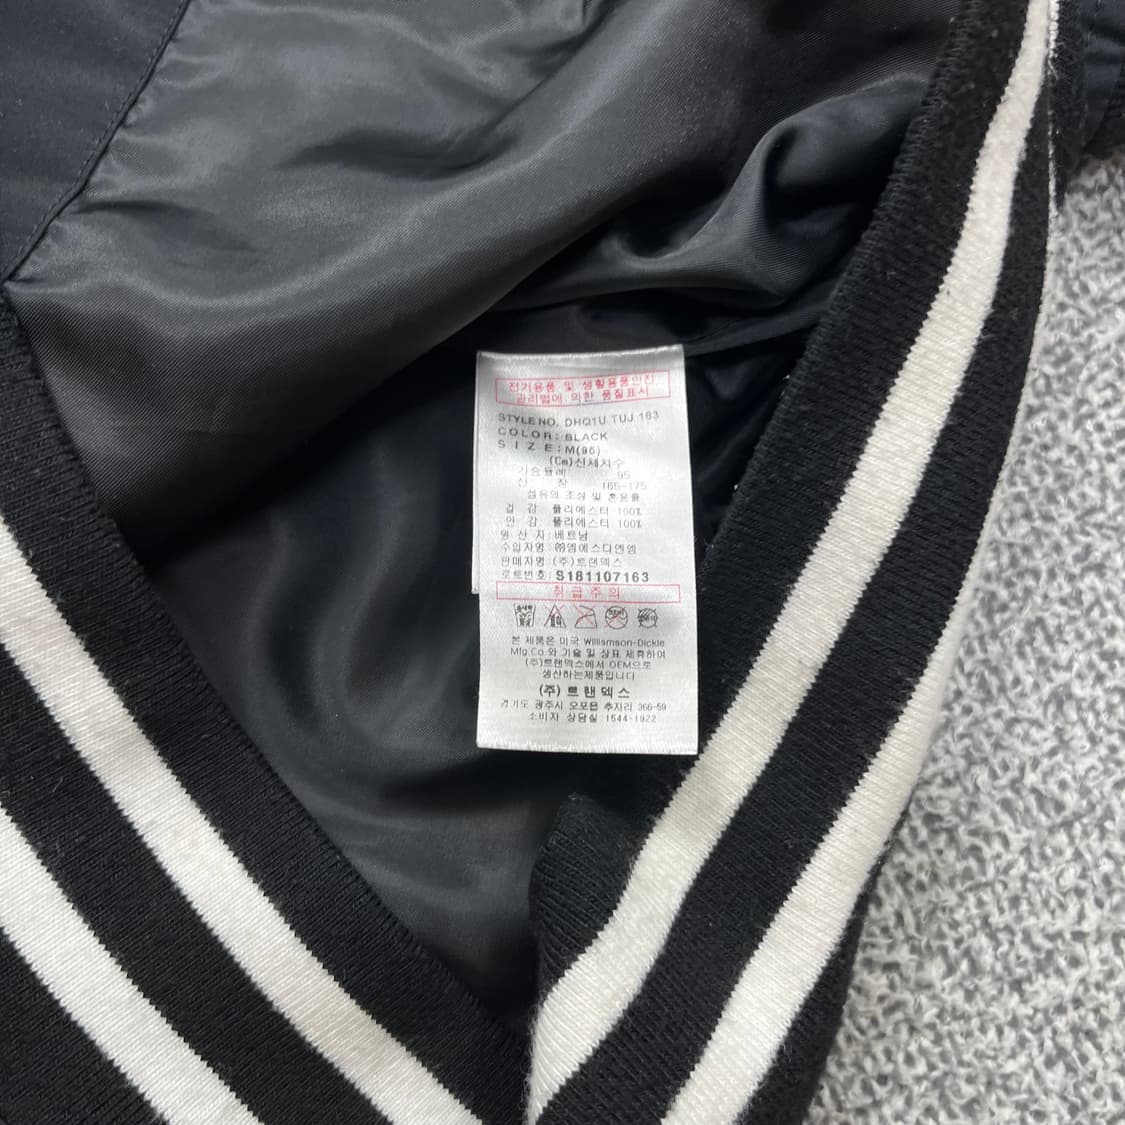 전기용품 및 생활용품안전
관리법에 의한 품질표시
STYLE NO. DHQ1U TUJ 163
COLOR: BLACK
SIZE: M(95)
(Cm)신체치수
가슴둘레 95
신 장 165-175
섬유의 조성 및 혼용률
겉 감 폴리에스터 100%
안 감 폴리에스터 100%
원 산 지 베트남
수입자명: ㈜엠에스디엔엠
판매자명: (주)트랜덱스
로트번호: S181107163
취급주의
본 제품은 미국 Williamson-Dickie
Mfg.Co 와 기술 및 상표 제휴하여
(주)트랜덱스에서 OEM으로
생산하는제품입니다
(주) 트랜덱스
경기도 광주시 오포읍 추자리 366-59
소비자 상담실:1544-1922